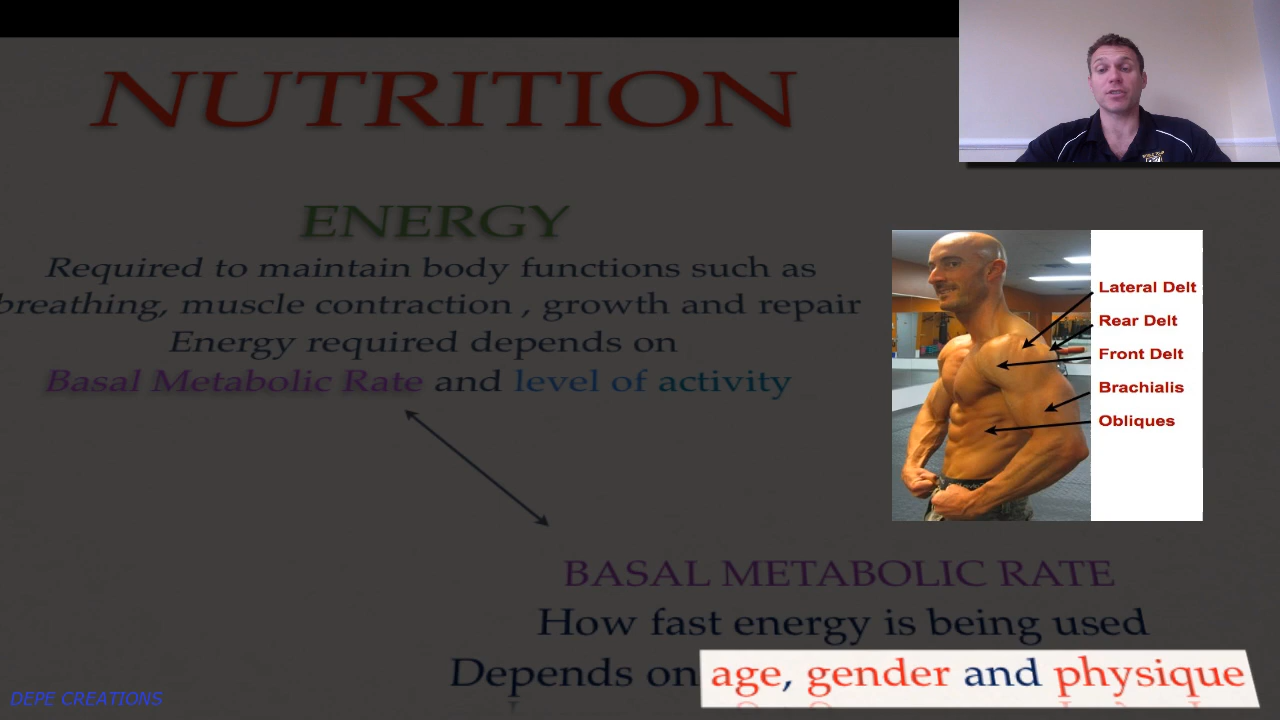 NUTRITION
ENERGY
Required to maintain body functions such as
breathing, muscle contraction , growth and repair
Energy required depends on
Basal Metabolic Rate and level of activity
Lateral Delt
Rear Delt
Front Delt
Brachialis
Obliques
BASAL METABOLIC RATE
How fast energy is being used
Depends on age, gender and physique
DEPE CREATIONS